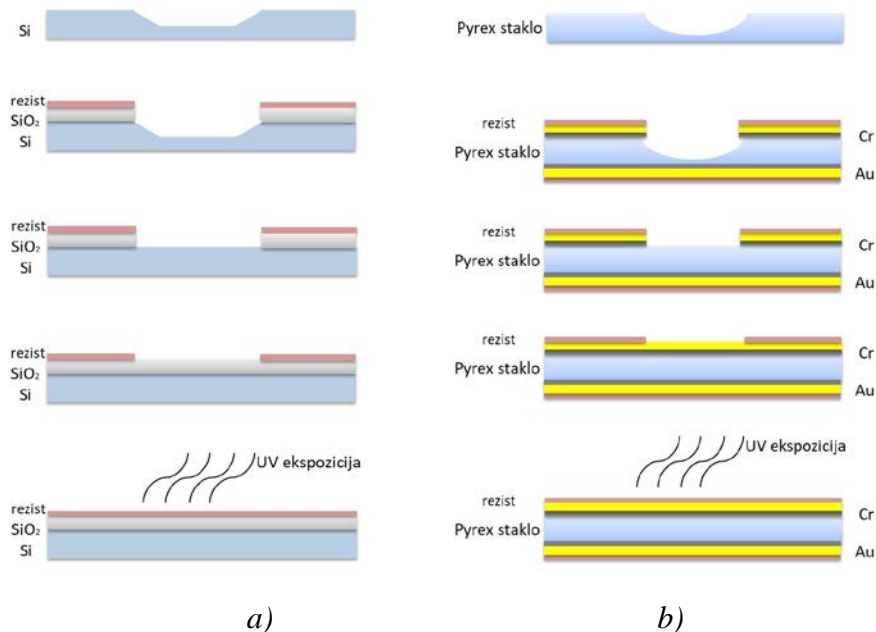 Si
rezist
SiO₂
Si
rezist
SiO₂
Si
rezist
SiO₂
Si
UV ekspozicija
rezist
SiO₂
Si
a)
Pyrex staklo
rezist
Cr
Pyrex staklo
Au
rezist
Cr
Pyrex staklo
Au
rezist
Cr
Pyrex staklo
Au
UV ekspozicija
rezist
Cr
Pyrex staklo
Au
b)